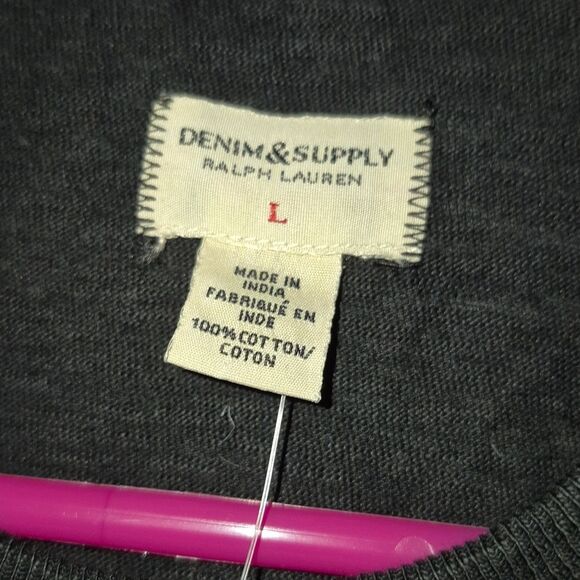 DENIM&SUPPLY
RALPH LAUREN
L
MADE IN
INDIA
FABRIQUÉ EN
INDE
100% COTTON/
COTON